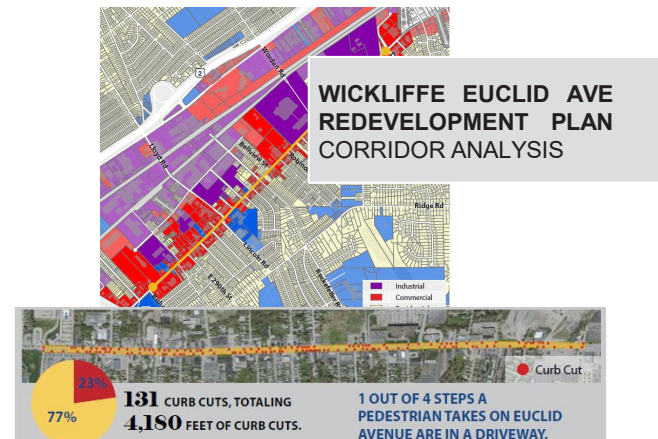 Worden Rd
2
WICKLIFFE EUCLID AVE
REDEVELOPMENT PLAN
CORRIDOR ANALYSIS
Lloyd Rd
Ridge Rd
Lincoln Rd
E 290th St
Industrial
Commercial
Curb Cut
23%
77%
131 CURB CUTS, TOTALING
4,180 FEET OF CURB CUTS.
1 OUT OF 4 STEPS A
PEDESTRIAN TAKES ON EUCLID
AVENUE ARE IN A DRIVEWAY.